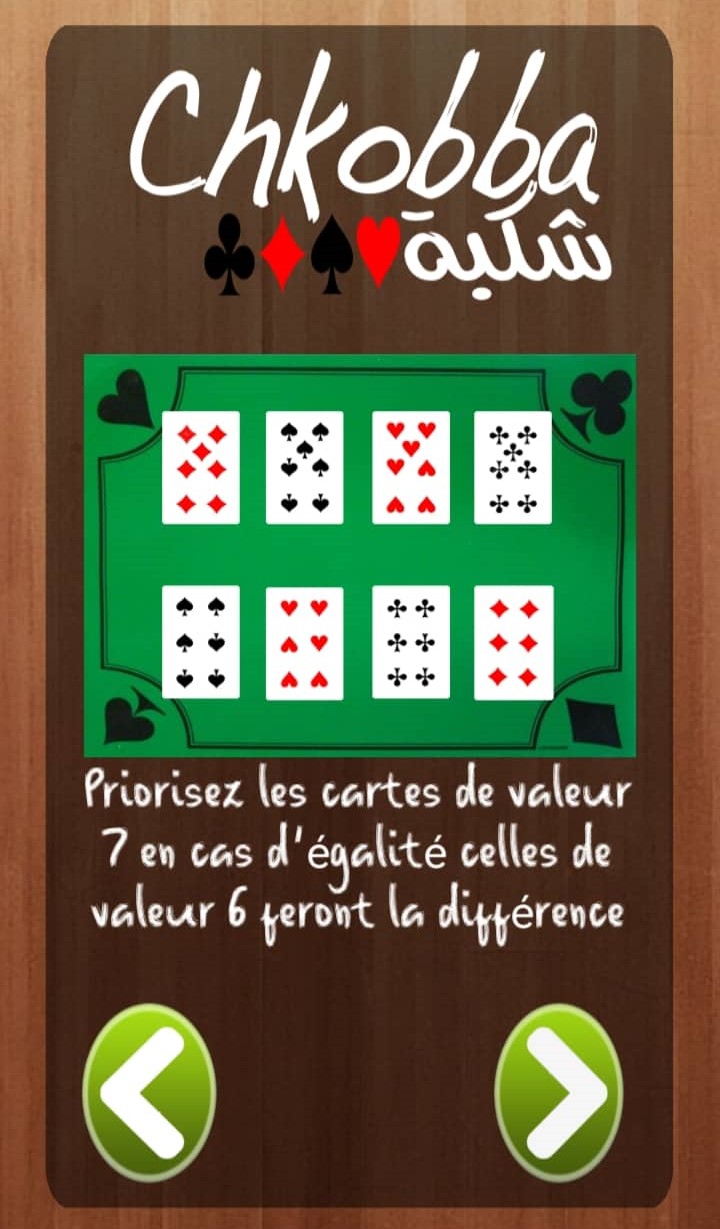 Chkobba
شكبة
Priorisez les cartes de valeur
7 en cas d'égalité celles de
valeur 6 feront la différence